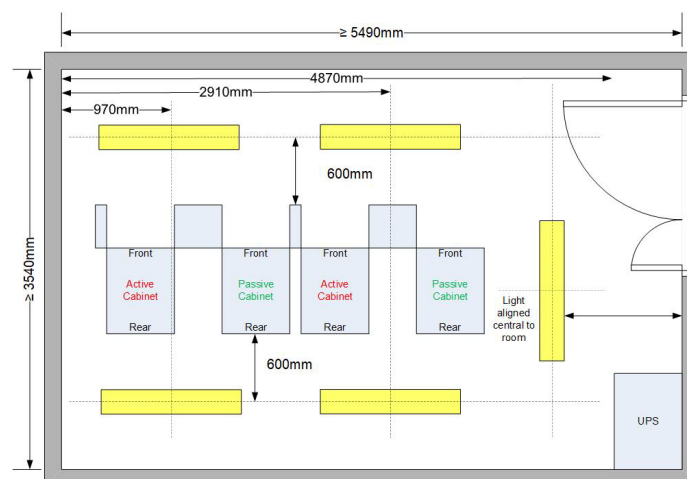 ≥ 5490mm
4870mm
2910mm
970mm
600mm
≥ 3540mm
Front
Front
Front
Front
Active
Cabinet
Passive
Cabinet
Active
Cabinet
Passive
Cabinet
Rear
Rear
Rear
Rear
Light
aligned
central to
room
600mm
UPS